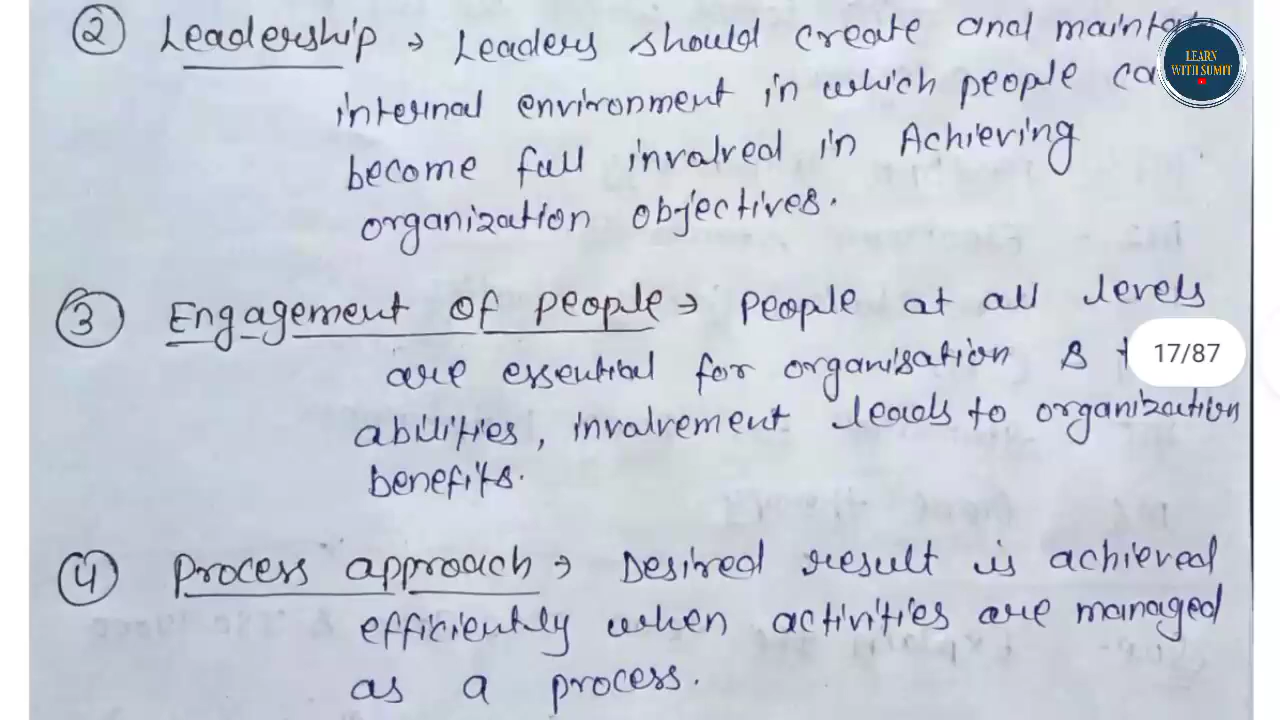 ② Leadership → Leaders should create and
internal environment in which people
become full involved in Achieving
organization objectives.
③ Engagement of people → People at all levels
are essential for organisation &
abilities, involvement leads to organization
benefits.
④ Process approach → Desired result is achieved
efficiently when activities are managed
as a process.
LEARN
WITH SUMIT
17/87